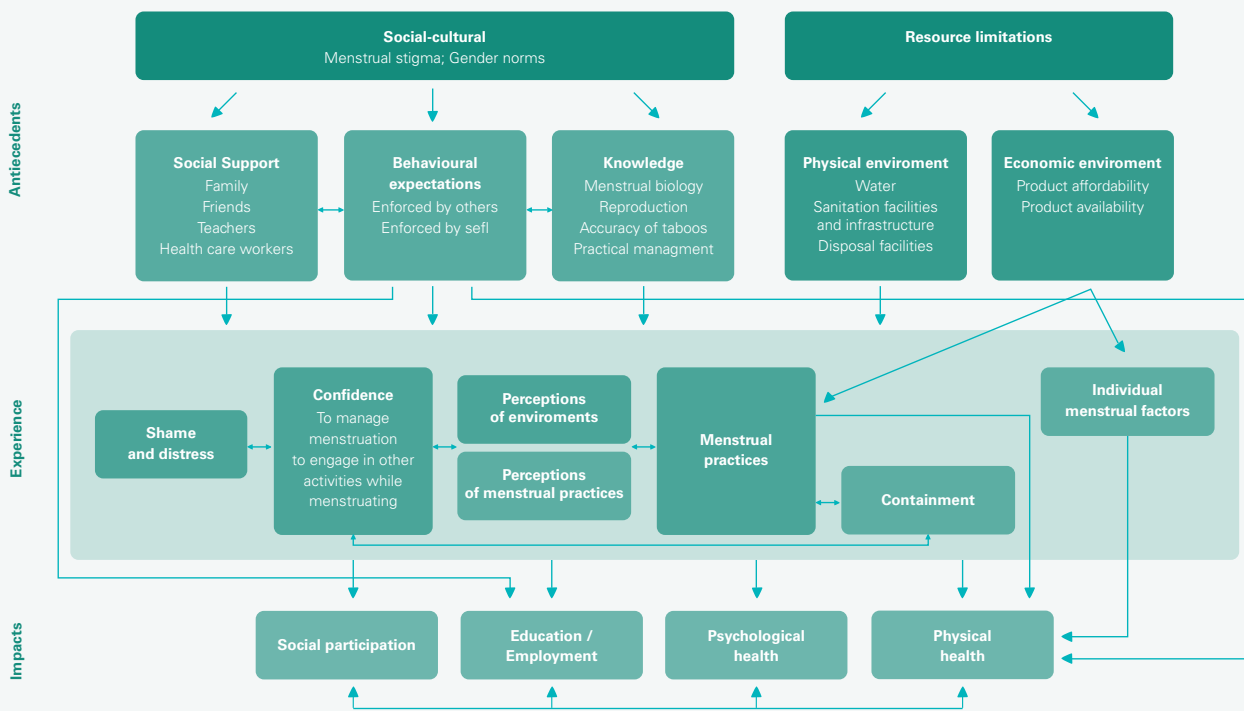 Social-cultural
Menstrual stigma; Gender norms
Resource limitations
Antiecedents
Social Support
Family
Friends
Teachers
Health care workers
Behavioural
expectations
Enforced by others
Enforced by sefl
Knowledge
Menstrual biology
Reproduction
Accuracy of taboos
Practical managment
Physical enviroment
Water
Sanitation facilities
and infrastructure
Disposal facilities
Economic enviroment
Product affordability
Product availability
Experience
Shame
and distress
Confidence
To manage
menstruation
to engage in other
activities while
menstruating
Perceptions
of enviroments
Perceptions
of menstrual practices
Menstrual
practices
Containment
Individual
menstrual factors
Impacts
Social participation
Education /
Employment
Psychological
health
Physical
health